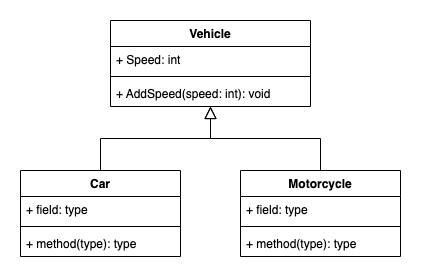 Vehicle
+ Speed: int
+ AddSpeed(speed: int): void
Car
+ field: type
+ method(type): type
Motorcycle
+ field: type
+ method(type): type